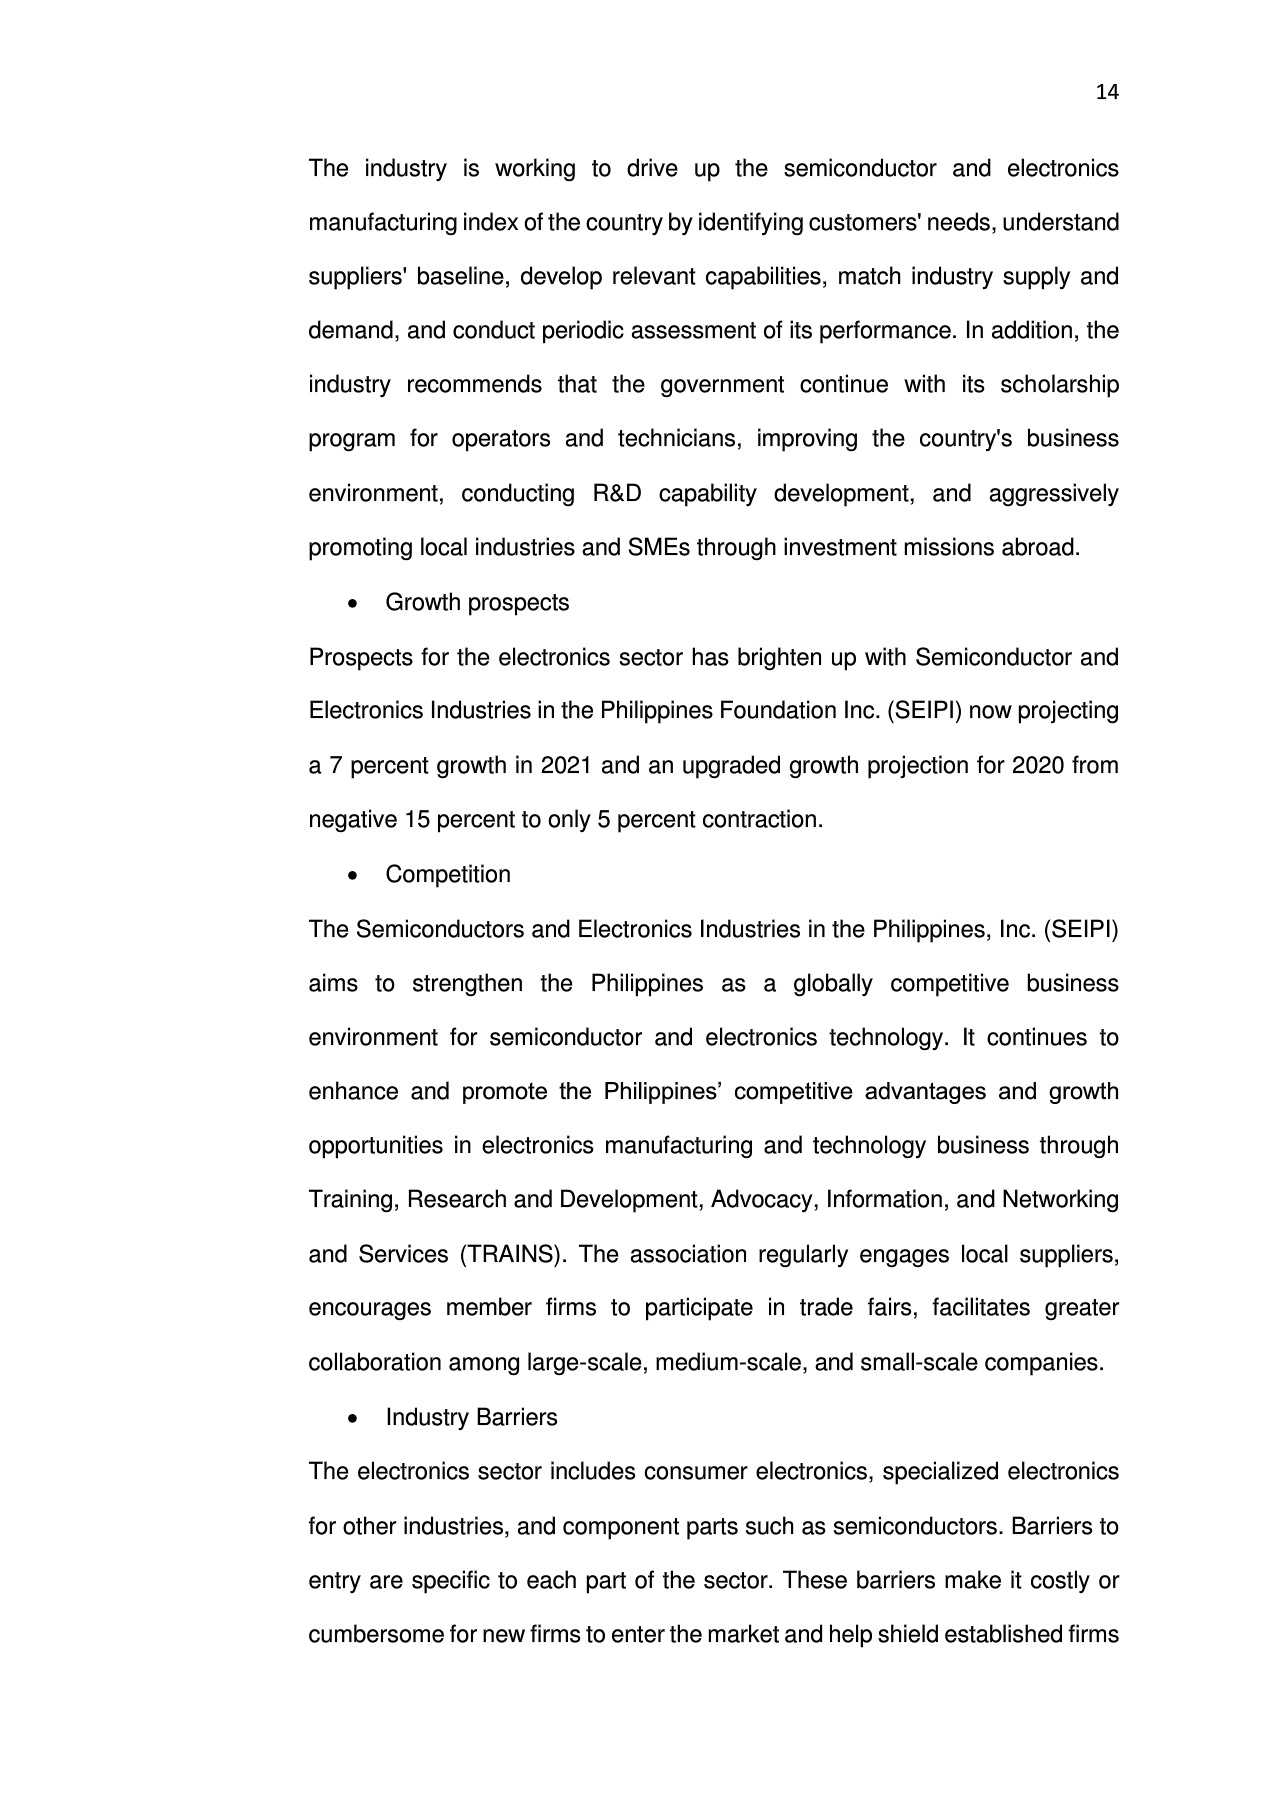 14
The industry is working to drive up the semiconductor and electronics
manufacturing index of the country by identifying customers' needs, understand
suppliers' baseline, develop relevant capabilities, match industry supply and
demand, and conduct periodic assessment of its performance. In addition, the
industry recommends that the government continue with its scholarship
program for operators and technicians, improving the country's business
environment, conducting R&D capability development, and aggressively
promoting local industries and SMEs through investment missions abroad.
• Growth prospects
Prospects for the electronics sector has brighten up with Semiconductor and
Electronics Industries in the Philippines Foundation Inc. (SEIPI) now projecting
a 7 percent growth in 2021 and an upgraded growth projection for 2020 from
negative 15 percent to only 5 percent contraction.
• Competition
The Semiconductors and Electronics Industries in the Philippines, Inc. (SEIPI)
aims to strengthen the Philippines as a globally competitive business
environment for semiconductor and electronics technology. It continues to
enhance and promote the Philippines’ competitive advantages and growth
opportunities in electronics manufacturing and technology business through
Training, Research and Development, Advocacy, Information, and Networking
and Services (TRAINS). The association regularly engages local suppliers,
encourages member firms to participate in trade fairs, facilitates greater
collaboration among large-scale, medium-scale, and small-scale companies.
• Industry Barriers
The electronics sector includes consumer electronics, specialized electronics
for other industries, and component parts such as semiconductors. Barriers to
entry are specific to each part of the sector. These barriers make it costly or
cumbersome for new firms to enter the market and help shield established firms